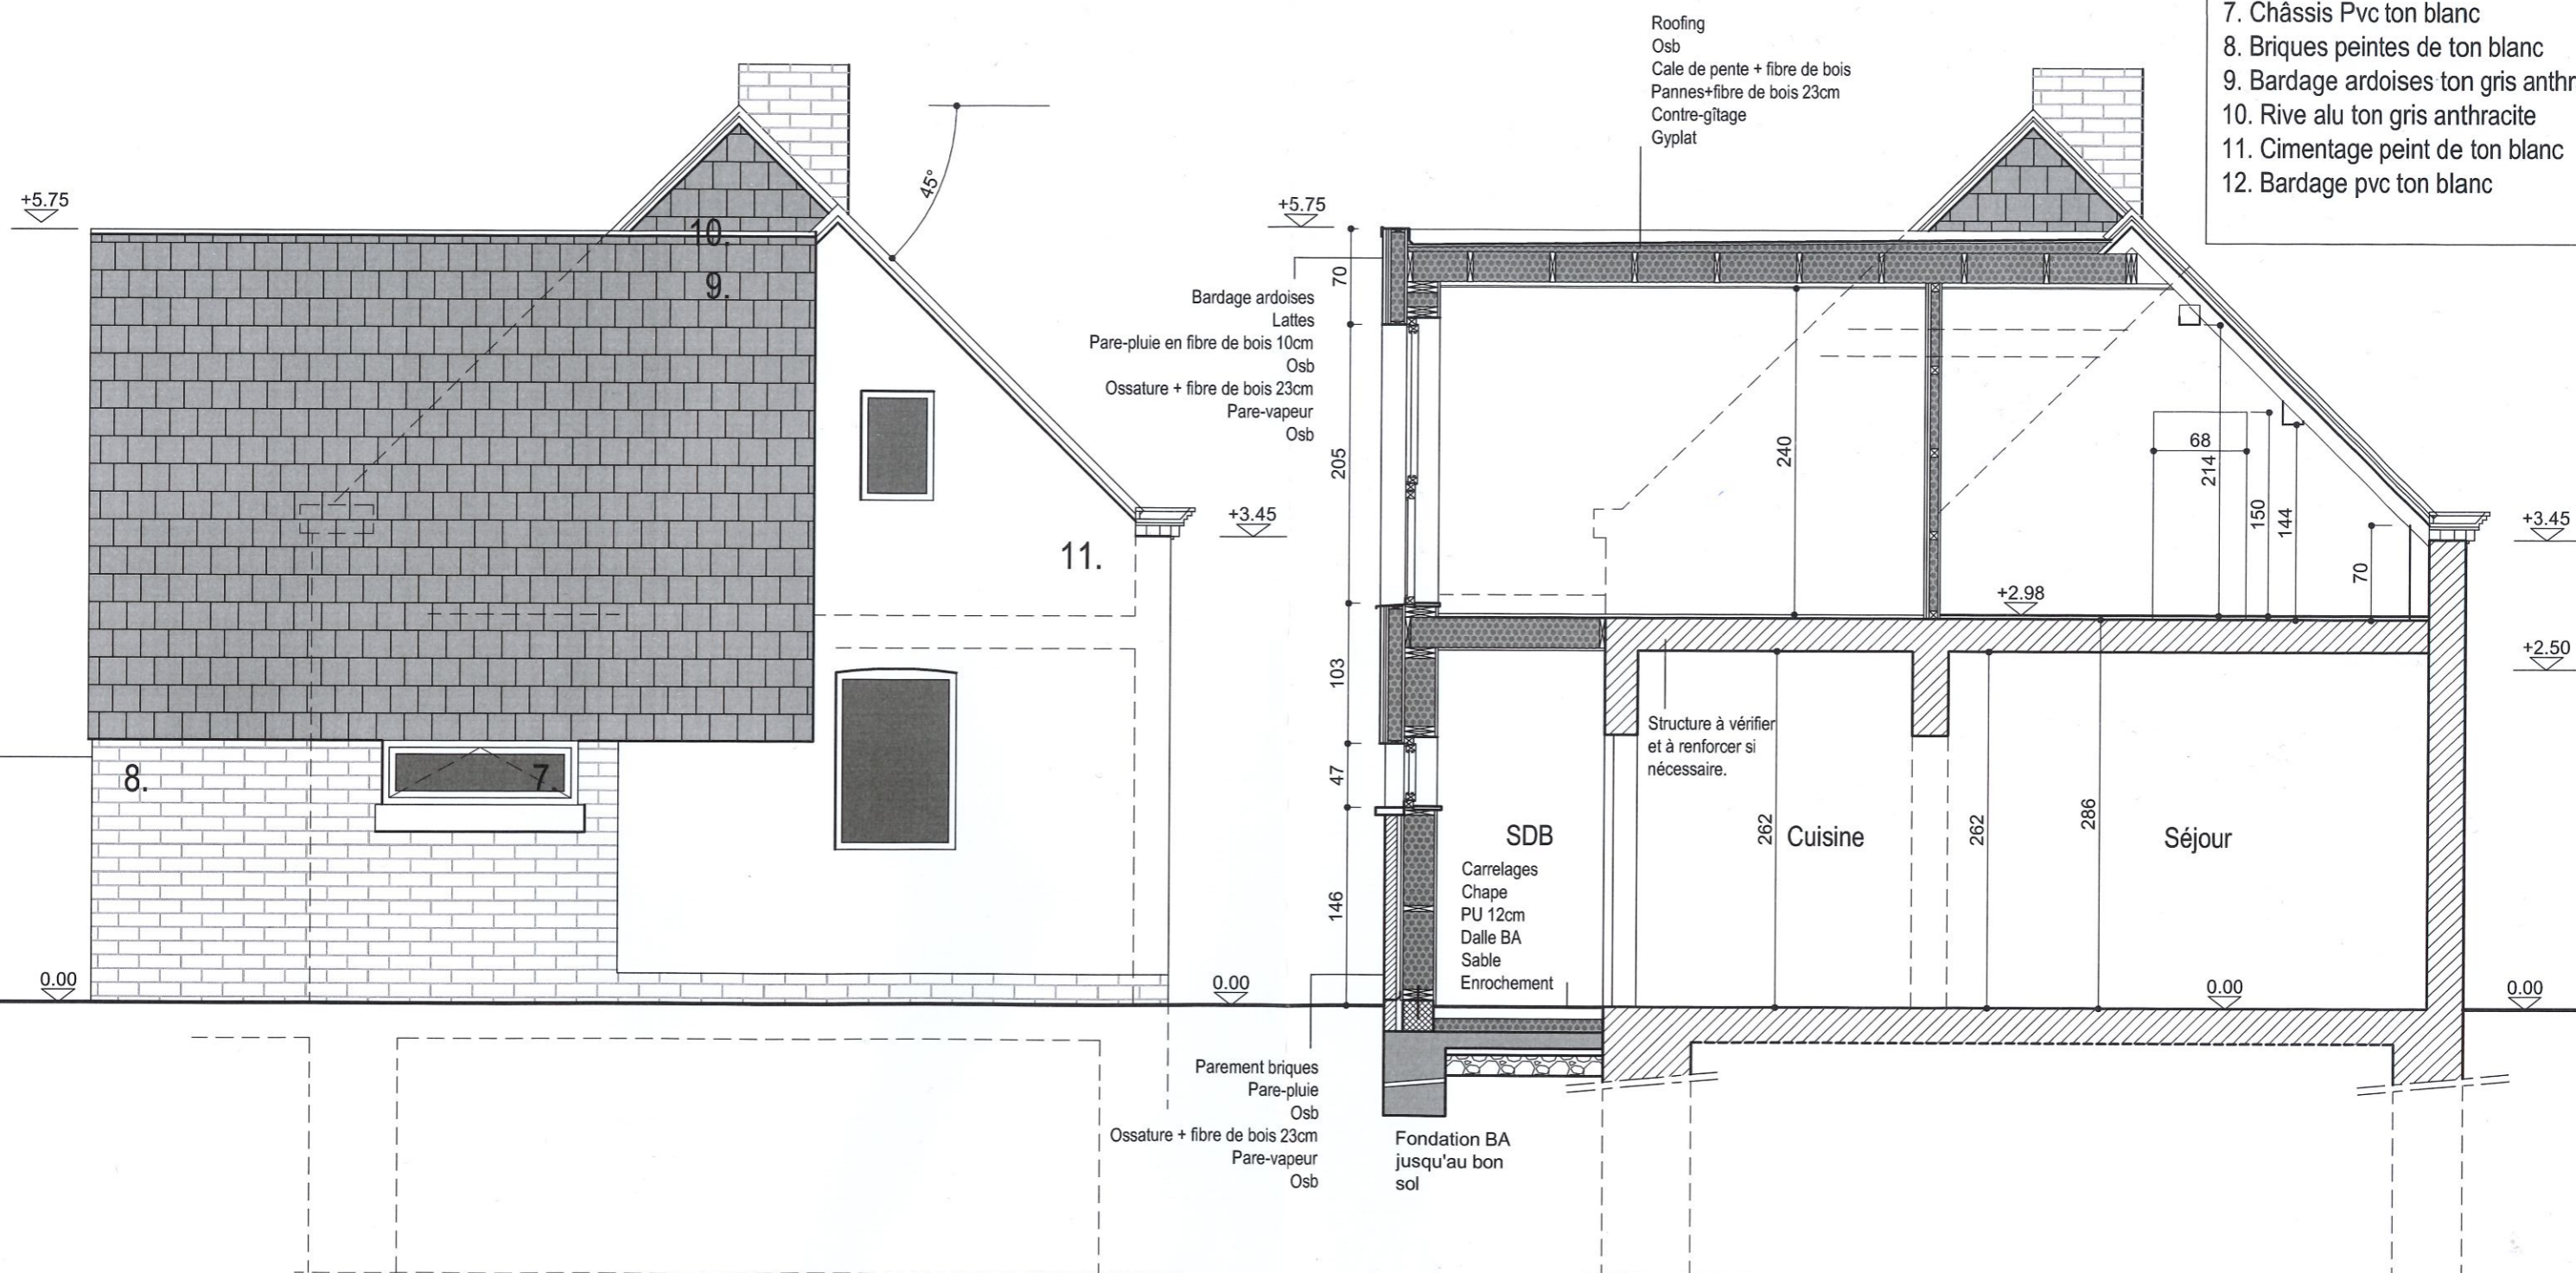 7. Châssis Pvc ton blanc
8. Briques peintes de ton blanc
9. Bardage ardoises ton gris anthr
10. Rive alu ton gris anthracite
11. Cimentage peint de ton blanc
12. Bardage pvc ton blanc
Roofing
Osb
Cale de pente + fibre de bois
Pannes+fibre de bois 23cm
Contre-gîtage
Gyplat
45°
+5.75
10.
9.
11.
+3.45
8.
7.
0.00
0.00
+5.75
Bardage ardoises
Lattes
Pare-pluie en fibre de bois 10cm
Osb
Ossature + fibre de bois 23cm
Pare-vapeur
Osb
70
205
103
47
146
240
68
214
150
144
70
+2.98
+3.45
+2.50
Structure à vérifier
et à renforcer si
nécessaire.
SDB
Carrelages
Chape
PU 12cm
Dalle BA
Sable
Enrochement
262
Cuisine
262
286
Séjour
0.00
0.00
Parement briques
Pare-pluie
Osb
Ossature + fibre de bois 23cm
Pare-vapeur
Osb
Fondation BA
jusqu'au bon
sol